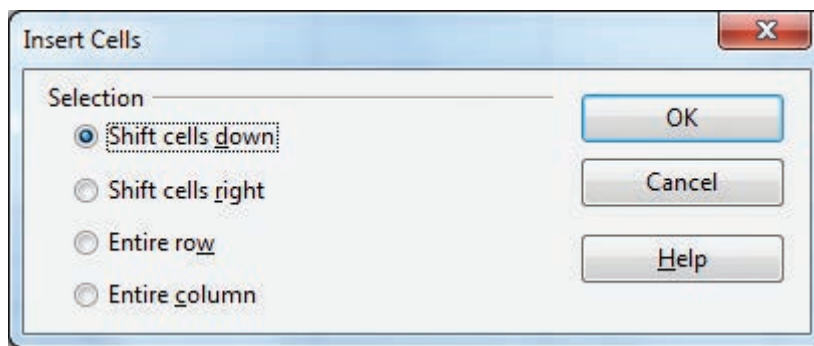 Insert Cells
Selection
Shift cells down
Shift cells right
Entire row
Entire column
OK
Cancel
Help